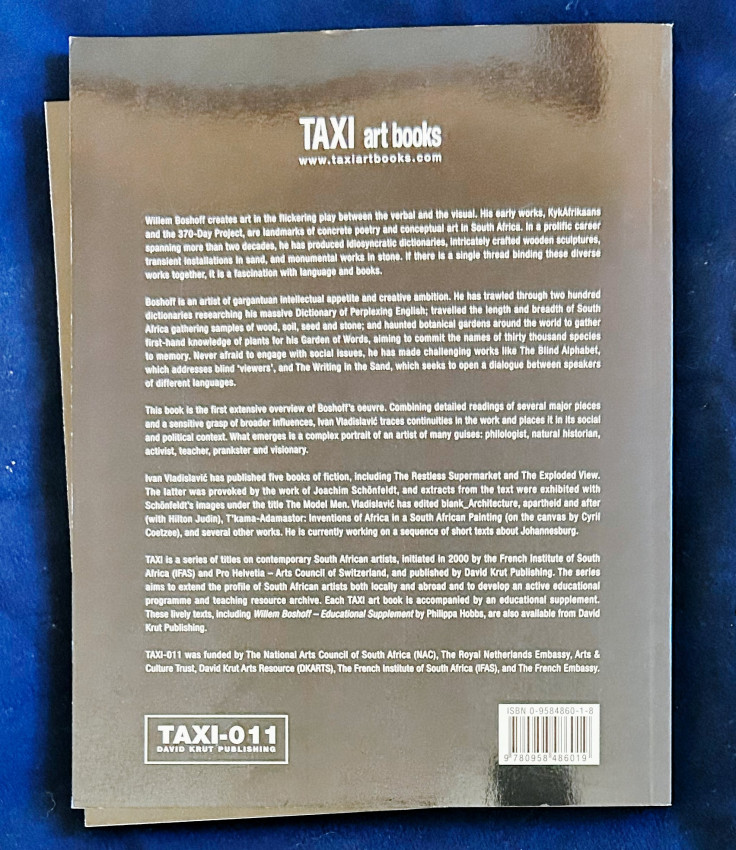 TAXI art books
www.taxiartbooks.com
Willem Boshoff creates art in the flickering play between the verbal and the visual. His early works, KykAfrikaans
and the 370-Day Project, are landmarks of concrete poetry and conceptual art in South Africa. In a prolific career
spanning more than two decades, he has produced idiosyncratic dictionaries, intricately crafted wooden sculptures,
transient installations in sand, and monumental works in stone. If there is a single thread binding these diverse
works together, it is a fascination with language and books.
Boshoff is an artist of gargantuan intellectual appetite and creative ambition. He has trawled through two hundred
dictionaries researching his massive Dictionary of Perplexing English; travelled the length and breadth of South
Africa gathering samples of wood, soil, seed and stone; and haunted botanical gardens around the world to gather
first-hand knowledge of plants for his Garden of Words, aiming to commit the names of thirty thousand species
to memory. Never afraid to engage with social issues, he has made challenging works like The Blind Alphabet,
which addresses blind 'viewers', and The Writing in the Sand, which seeks to open a dialogue between speakers
of different languages.
This book is the first extensive overview of Boshoff's oeuvre. Combining detailed readings of several major pieces
and a sensitive grasp of broader influences, Ivan Vladislavić traces continuities in the work and places it in its social
and political context. What emerges is a complex portrait of an artist of many guises: philologist, natural historian,
activist, teacher, prankster and visionary.
Ivan Vladislavić has published five books of fiction, including The Restless Supermarket and The Exploded View.
The latter was provoked by the work of Joachim Schönfeldt, and extracts from the text were exhibited with
Schönfeldt's images under the title The Model Men. Vladislavić has edited blank_Architecture, apartheid and after
(with Hilton Judin), T'kama-Adamastor: Inventions of Africa in a South African Painting (on the canvas by Cyril
Coetzee), and several other works. He is currently working on a sequence of short texts about Johannesburg.
TAXI is a series of titles on contemporary South African artists, initiated in 2000 by the French Institute of South
Africa (IFAS) and Pro Helvetia – Arts Council of Switzerland, and published by David Krut Publishing. The series
aims to extend the profile of South African artists both locally and abroad and to develop an active educational
programme and teaching resource archive. Each TAXI art book is accompanied by an educational supplement.
These lively texts, including Willem Boshoff – Educational Supplement by Philippa Hobbs, are also available from David
Krut Publishing.
TAXI-011 was funded by The National Arts Council of South Africa (NAC), The Royal Netherlands Embassy, Arts &
Culture Trust, David Krut Arts Resource (DKARTS), The French Institute of South Africa (IFAS), and The French Embassy.
TAXI-011
DAVID KRUT PUBLISHING
ISBN 0-9584860-1-8
9 780958 486019